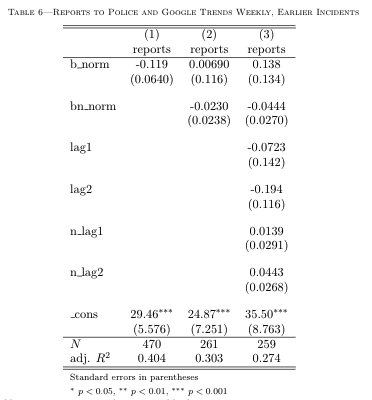 TABLE 6—REPORTS TO POLICE AND GOOGLE TRENDS WEEKLY, EARLIER INCIDENTS
(1) (2) (3)
reports reports reports
b_norm -0.119 0.00690 0.138
(0.0640) (0.116) (0.134)
bn_norm -0.0230 -0.0444
(0.0238) (0.0270)
lag1 -0.0723
(0.142)
lag2 -0.194
(0.116)
n_lag1 0.0139
(0.0291)
n_lag2 0.0443
(0.0268)
_cons 29.46*** 24.87*** 35.50***
(5.576) (7.251) (8.763)
N 470 261 259
adj. R² 0.404 0.303 0.274
Standard errors in parentheses
* p < 0.05, ** p < 0.01, *** p < 0.001